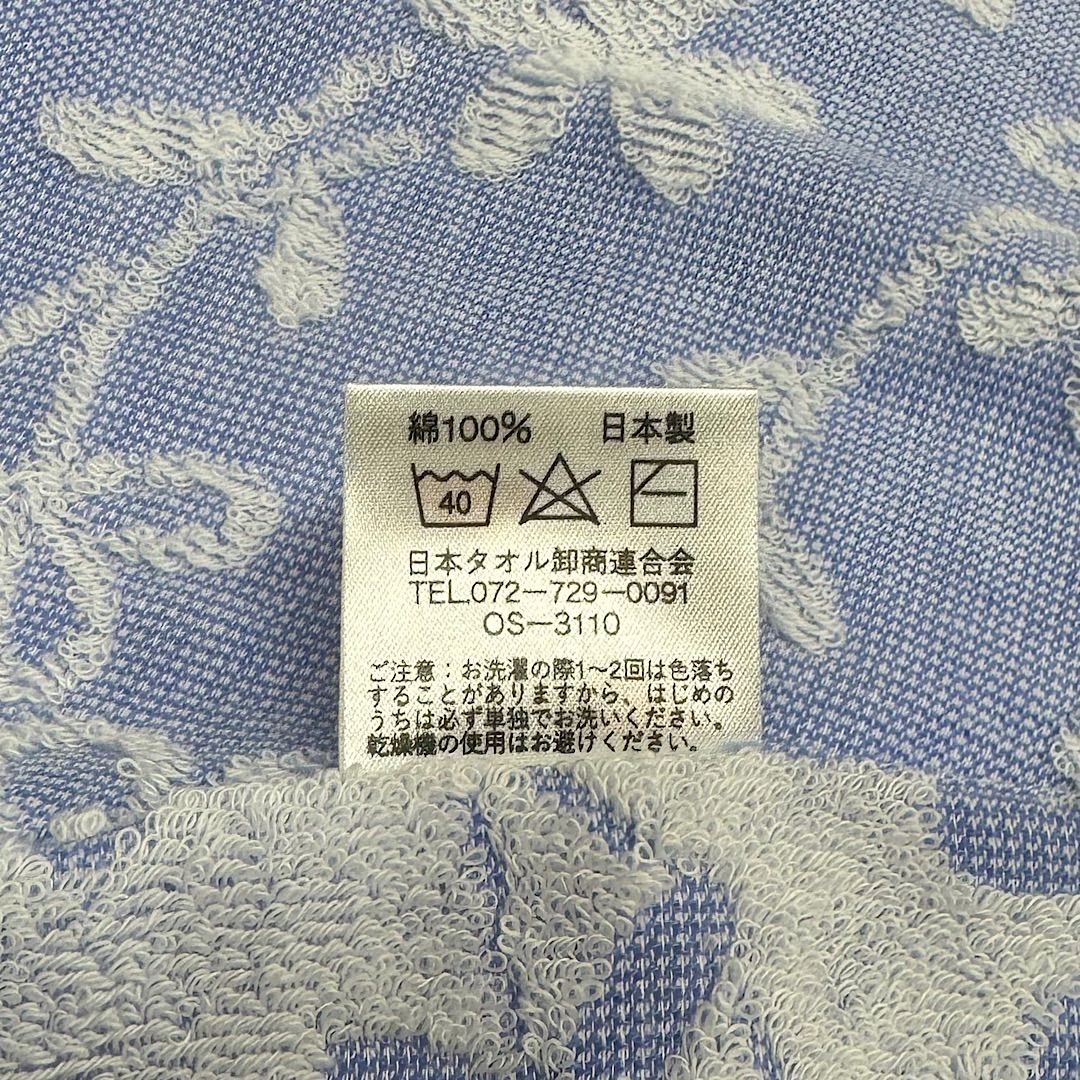 綿100% 日本製
40
日本タオル卸商連合会
TEL.072-729-0091
OS-3110
ご注意：お洗濯の際1〜2回は色落ち
することがありますから、はじめの
うちは必ず単独でお洗いください。
乾燥機の使用はお避けください。